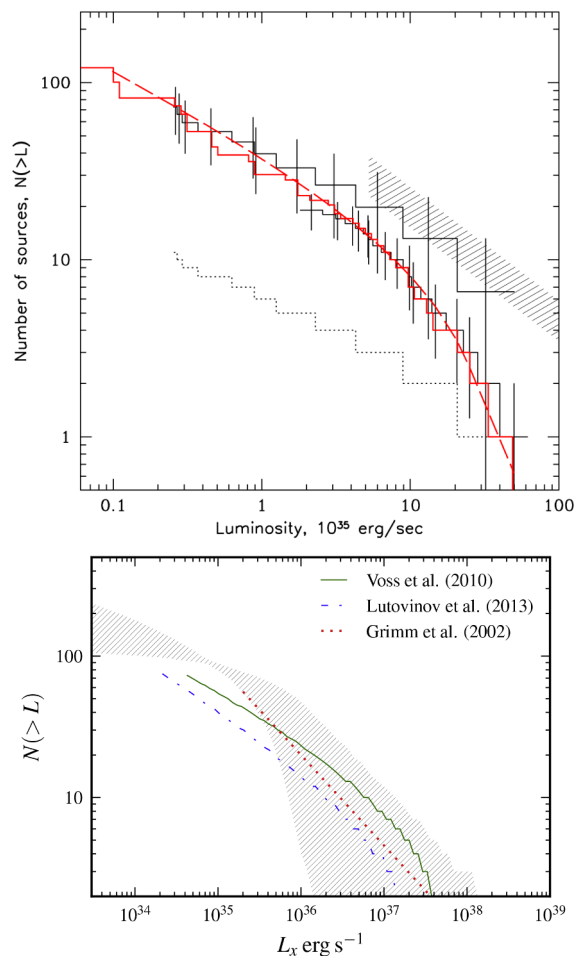 Number of sources, N(>L)
100
10
1
0.1
1
10
100
Luminosity, 10³⁵ erg/sec
N(> L)
100
10
Voss et al. (2010)
Lutovinov et al. (2013)
Grimm et al. (2002)
10³⁴
10³⁵
10³⁶
10³⁷
10³⁸
10³⁹
Lₓ erg s⁻¹